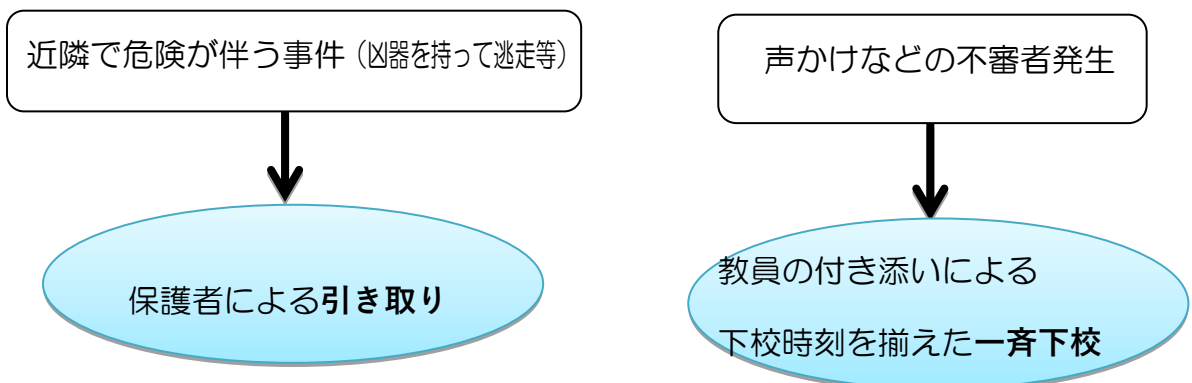 近隣で危険が伴う事件（凶器を持って逃走等）
声かけなどの不審者発生
保護者による引き取り
教員の付き添いによる
下校時刻を揃えた一斉下校